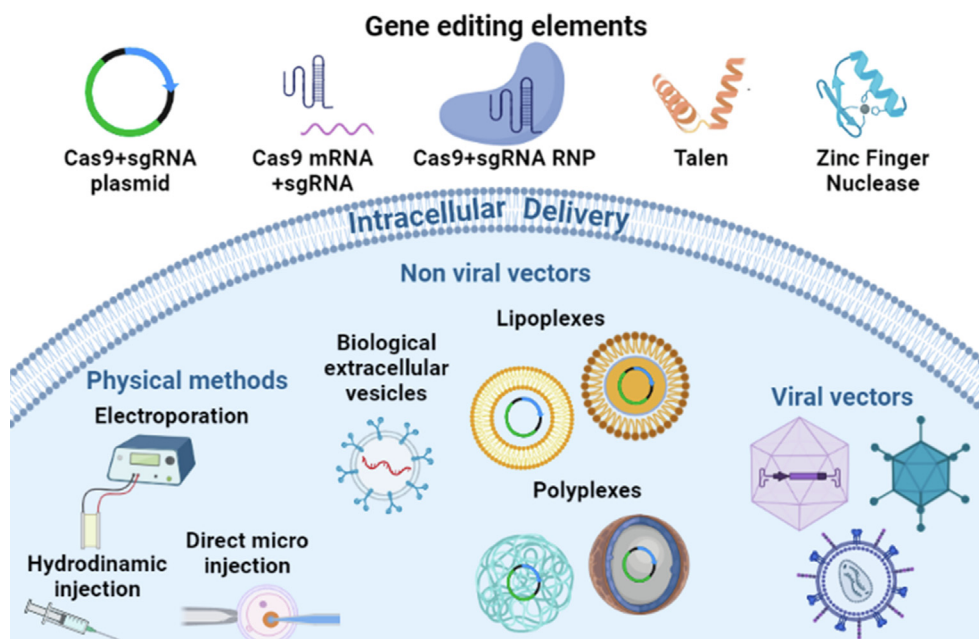 Gene editing elements
Cas9+sgRNA
plasmid
Cas9 mRNA
+sgRNA
Cas9+sgRNA RNP
Talen
Zinc Finger
Nuclease
Intracellular Delivery
Non viral vectors
Lipoplexes
Biological
extracellular
vesicles
Physical methods
Electroporation
Viral vectors
Polyplexes
Hydrodinamic
injection
Direct micro
injection